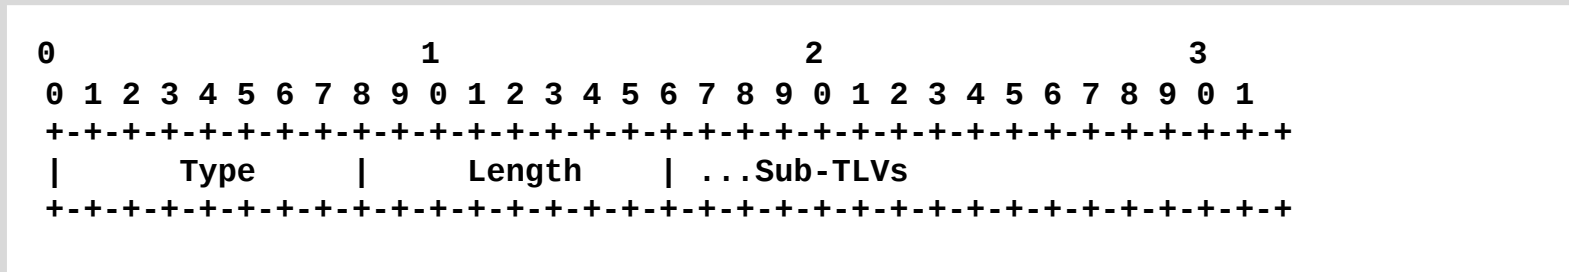 0                   1                   2                   3
 0 1 2 3 4 5 6 7 8 9 0 1 2 3 4 5 6 7 8 9 0 1 2 3 4 5 6 7 8 9 0 1
 +-+-+-+-+-+-+-+-+-+-+-+-+-+-+-+-+-+-+-+-+-+-+-+-+-+-+-+-+-+-+-+-+
 |      Type     |     Length    | ...Sub-TLVs
 +-+-+-+-+-+-+-+-+-+-+-+-+-+-+-+-+-+-+-+-+-+-+-+-+-+-+-+-+-+-+-+-+